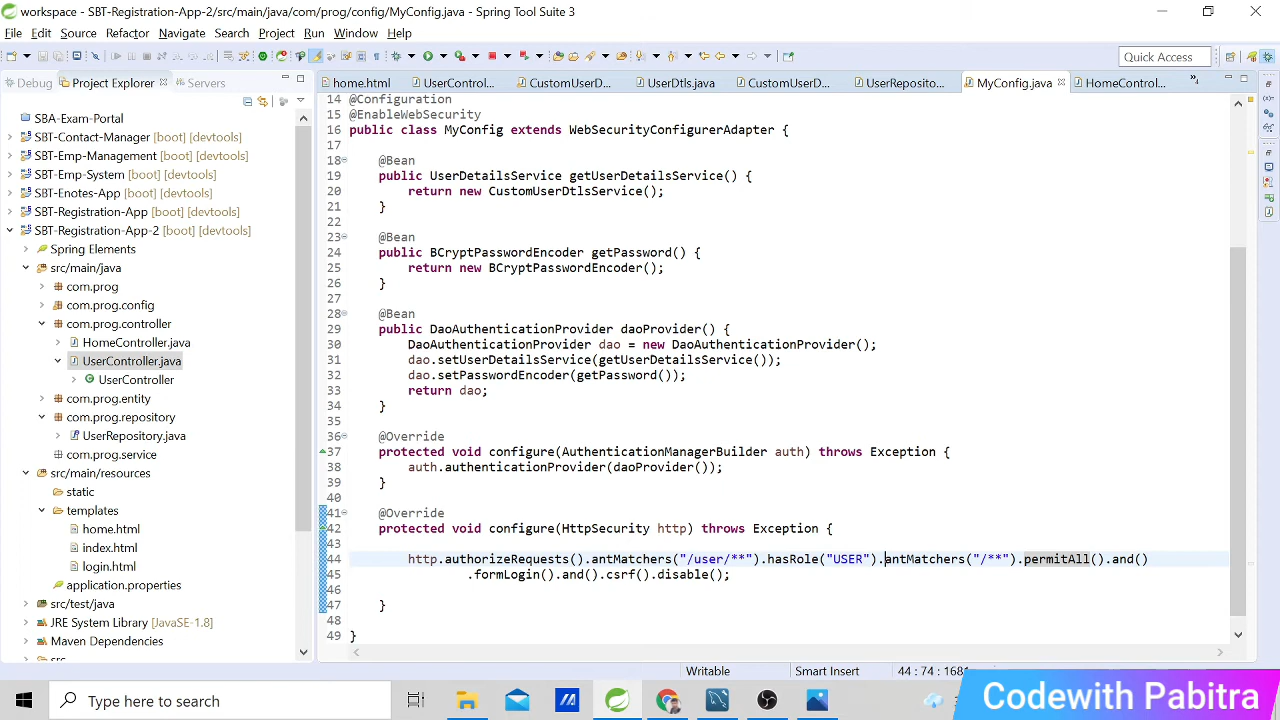 workspace - SBT-Registration-App-2/src/main/java/com/prog/config/MyConfig.java - Spring Tool Suite 3
File Edit Source Refactor Navigate Search Project Run Window Help
Quick Access
Debug Project Explorer Servers
home.html UserControl... CustomUserD... UserDtls.java CustomUserD... UserReposito... MyConfig.java HomeControl...
SBA-Exam-Portal
SBT-Contact-Manager [boot] [devtools]
SBT-Emp-Management [boot] [devtools]
SBT-Emp-System [boot] [devtools]
SBT-Enotes-App [boot] [devtools]
SBT-Registration-App [boot] [devtools]
SBT-Registration-App-2 [boot] [devtools]
Spring Elements
src/main/java
com.prog
com.prog.config
com.prog.controller
HomeController.java
UserController.java
UserController
com.prog.entity
com.prog.repository
UserRepository.java
com.prog.service
src/main/resources
static
templates
home.html
index.html
login.html
application.properties
src/test/java
JRE System Library [JavaSE-1.8]
Maven Dependencies
src
14 @Configuration
15 @EnableWebSecurity
16 public class MyConfig extends WebSecurityConfigurerAdapter {
17
18 @Bean
19 public UserDetailsService getUserDetailsService() {
20 return new CustomUserDtlsService();
21 }
22
23 @Bean
24 public BCryptPasswordEncoder getPassword() {
25 return new BCryptPasswordEncoder();
26 }
27
28 @Bean
29 public DaoAuthenticationProvider daoProvider() {
30 DaoAuthenticationProvider dao = new DaoAuthenticationProvider();
31 dao.setUserDetailsService(getUserDetailsService());
32 dao.setPasswordEncoder(getPassword());
33 return dao;
34 }
35
36 @Override
37 protected void configure(AuthenticationManagerBuilder auth) throws Exception {
38 auth.authenticationProvider(daoProvider());
39 }
40
41 @Override
42 protected void configure(HttpSecurity http) throws Exception {
43
44 http.authorizeRequests().antMatchers("/user/**").hasRole("USER").antMatchers("/**").permitAll().and()
45 .formLogin().and().csrf().disable();
46
47 }
48
49 }
Writable Smart Insert 44 : 74 : 1681
Type here to search
Codewith Pabitra